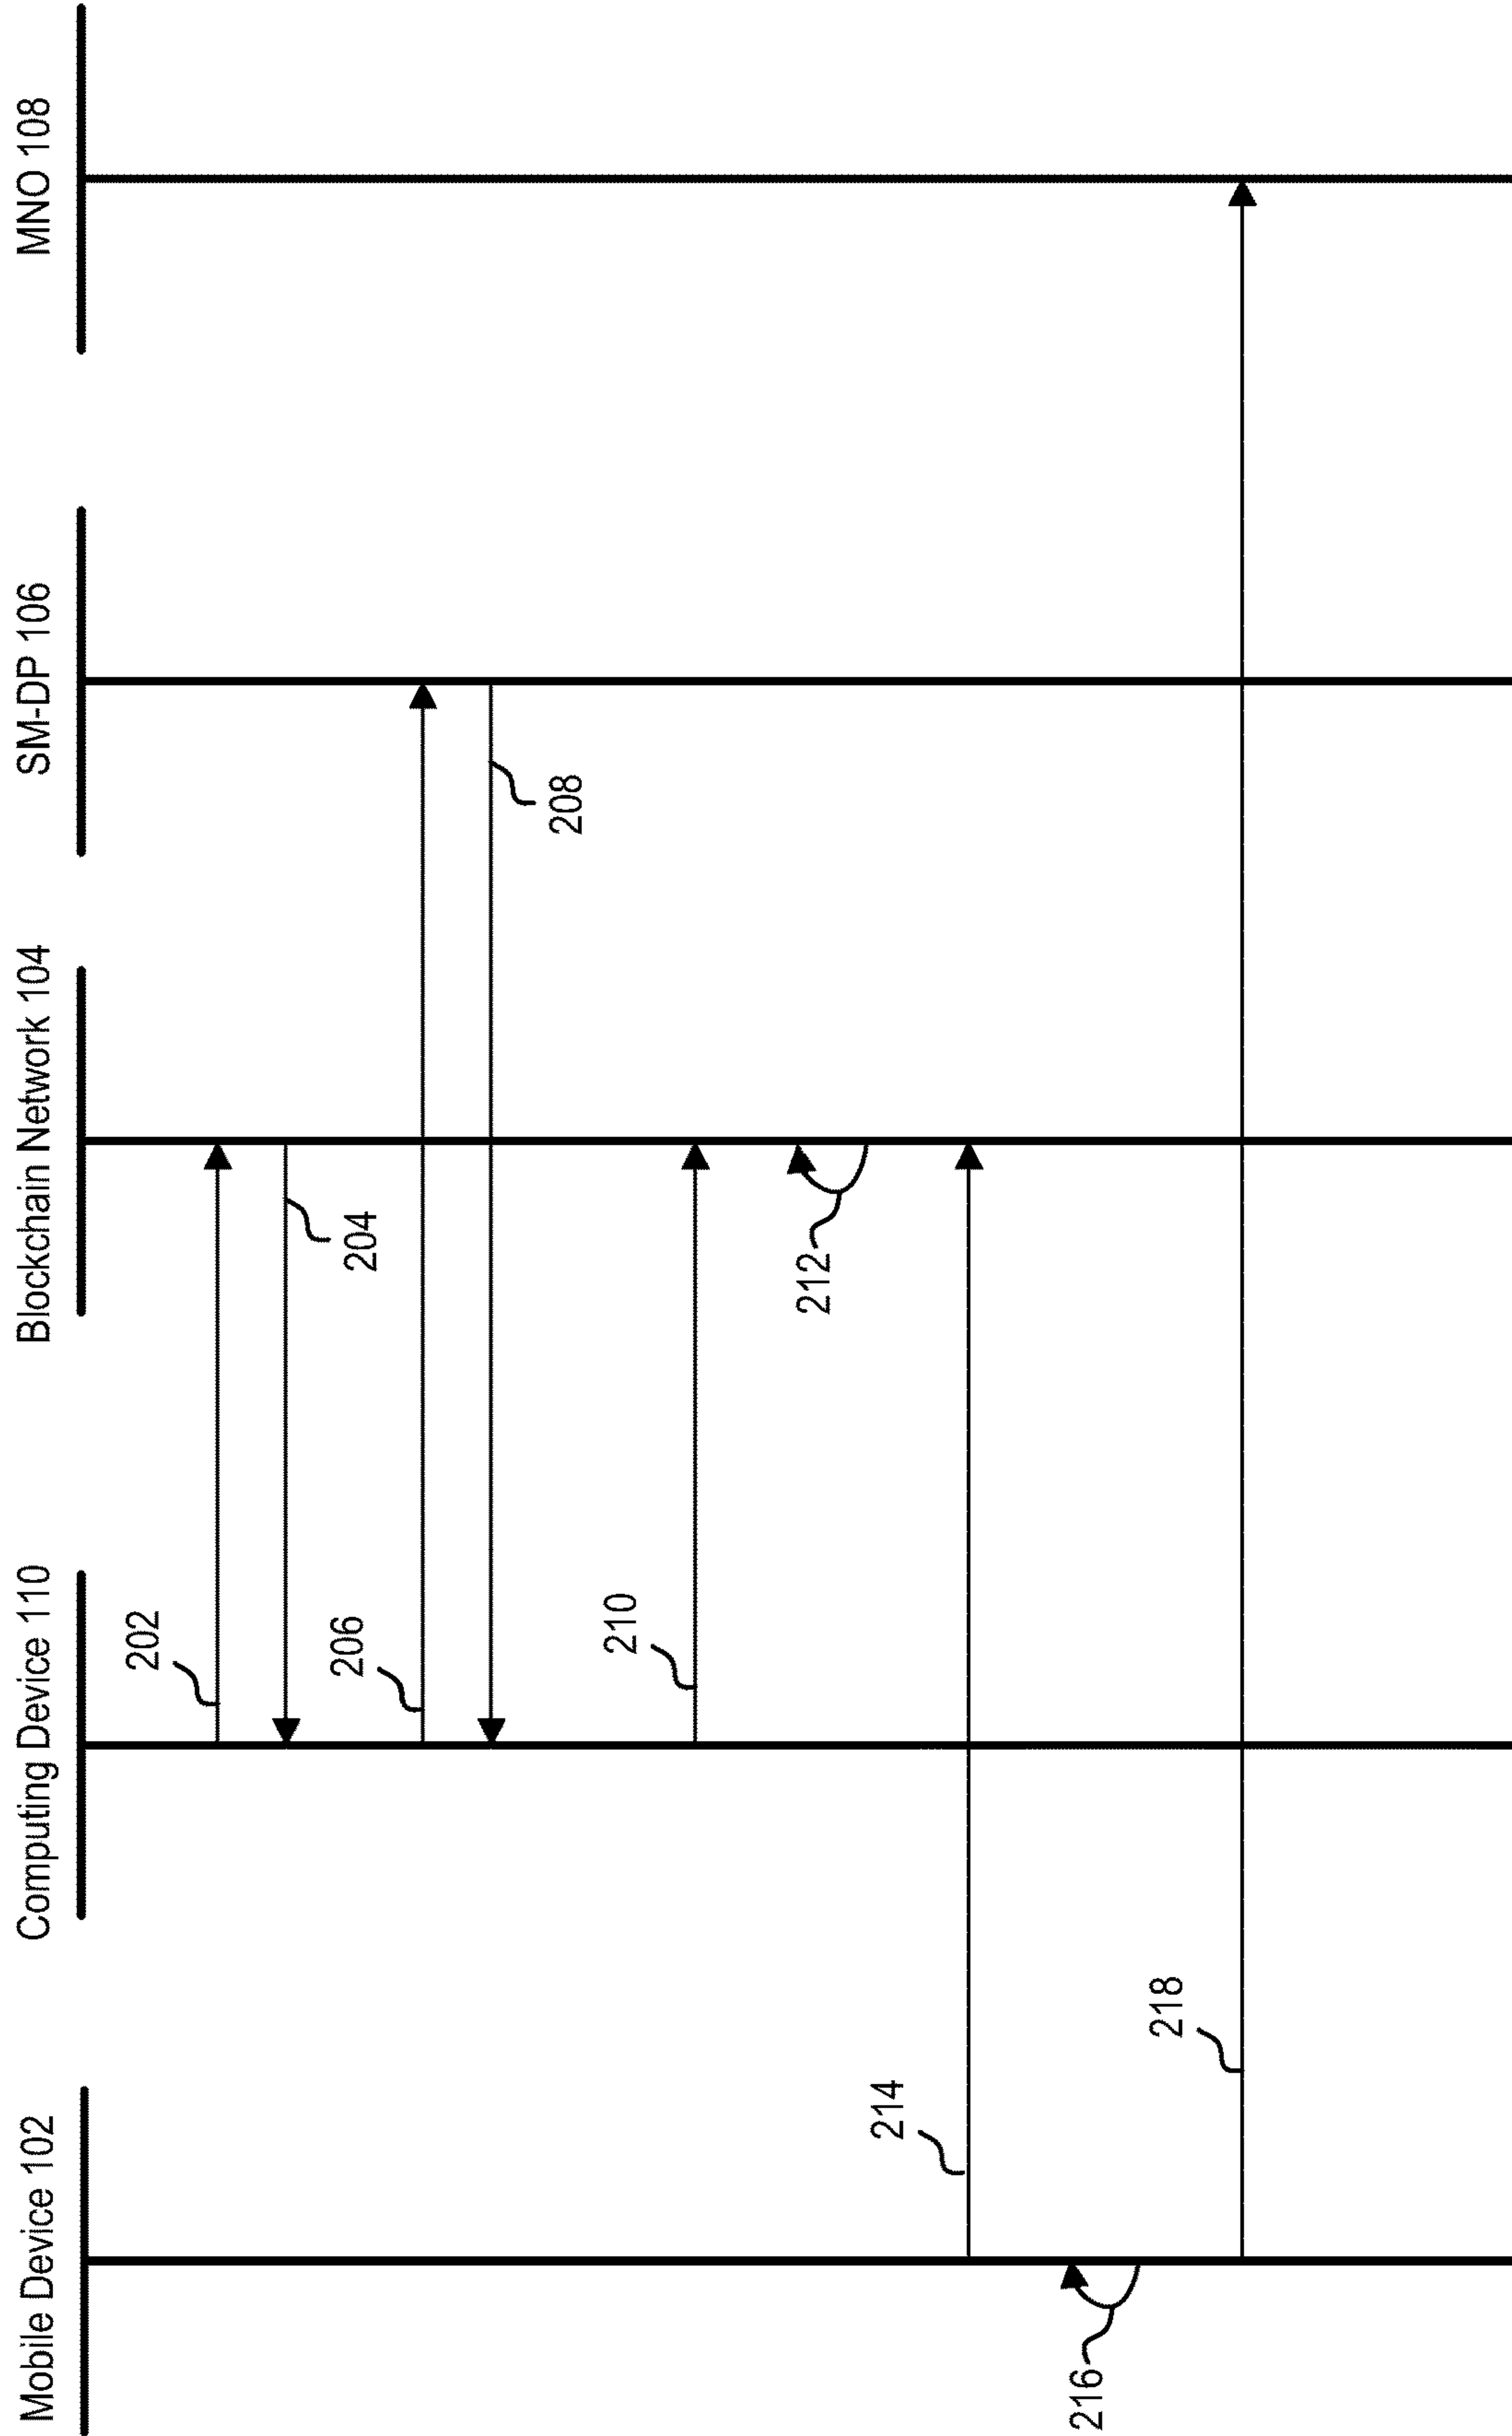 Mobile Device 102
Computing Device 110
Blockchain Network 104
SM-DP 106
MNO 108
202
204
206
208
210
212
214
216
218